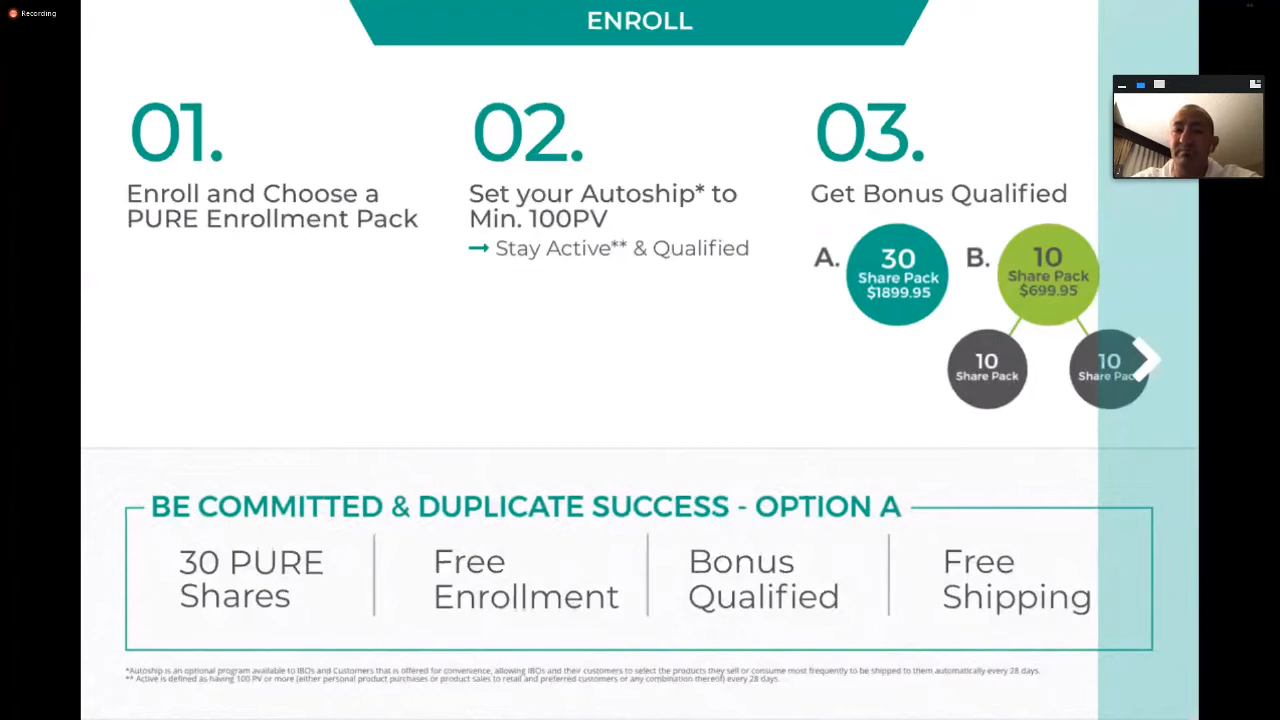 Recording
ENROLL
01.
Enroll and Choose a
PURE Enrollment Pack
02.
Set your Autoship* to
Min. 100PV
Stay Active** & Qualified
03.
Get Bonus Qualified
A.
30
Share Pack
$1899.95
B.
10
Share Pack
$699.95
10
Share Pack
10
Share Pac
BE COMMITTED & DUPLICATE SUCCESS - OPTION A
30 PURE
Shares
Free
Enrollment
Bonus
Qualified
Free
Shipping
*Autoship is an optional program available to IBOs and Customers that is offered for convenience, allowing IBOs and their customers to select the products they sell or consume most frequently to be shipped to them automatically every 28 days.
** Active is defined as having 100 PV or more (either personal product purchases or product sales to retail and preferred customers or any combination thereof) every 28 days.